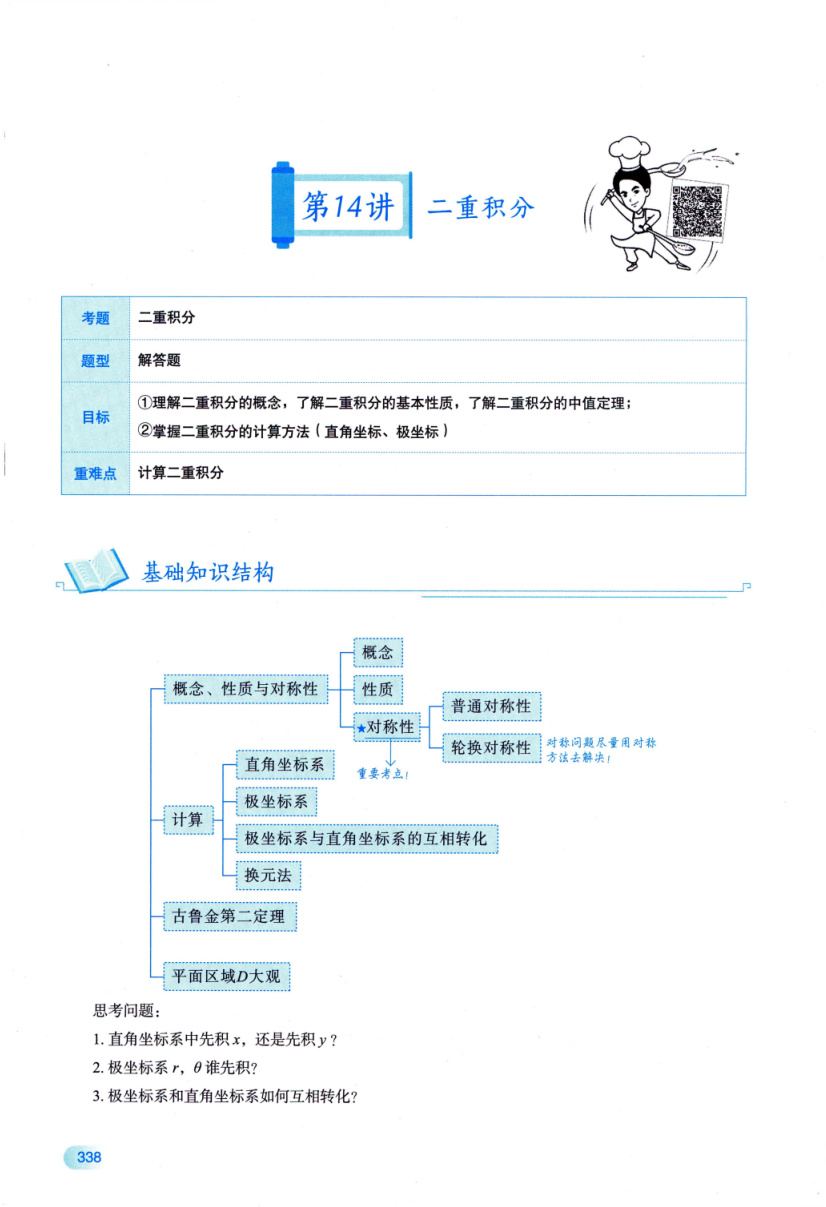 第14讲 二重积分
考题 二重积分
题型 解答题
目标 ①理解二重积分的概念，了解二重积分的基本性质，了解二重积分的中值定理；
②掌握二重积分的计算方法（直角坐标、极坐标）
重难点 计算二重积分
基础知识结构
概念、性质与对称性
概念
性质
★对称性
重要考点！
普通对称性
轮换对称性
对称问题尽量用对称
方法去解决！
计算
直角坐标系
极坐标系
极坐标系与直角坐标系的互相转化
换元法
古鲁金第二定理
平面区域D大观
思考问题：
1. 直角坐标系中先积x，还是先积y？
2. 极坐标系r，θ谁先积？
3. 极坐标系和直角坐标系如何互相转化？
338